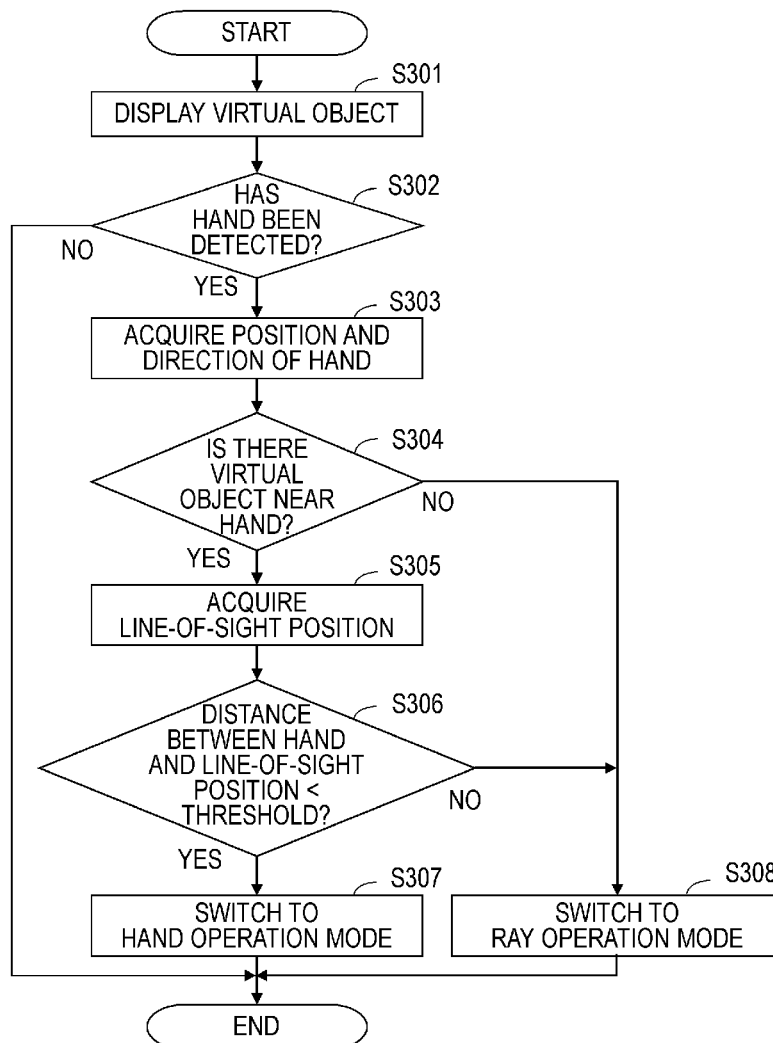 START
S301
DISPLAY VIRTUAL OBJECT
S302
HAS
HAND BEEN
DETECTED?
NO
YES
S303
ACQUIRE POSITION AND
DIRECTION OF HAND
S304
IS THERE
VIRTUAL
OBJECT NEAR
HAND?
NO
YES
S305
ACQUIRE
LINE-OF-SIGHT POSITION
S306
DISTANCE
BETWEEN HAND
AND LINE-OF-SIGHT
POSITION <
THRESHOLD?
NO
YES
S307
SWITCH TO
HAND OPERATION MODE
S308
SWITCH TO
RAY OPERATION MODE
END